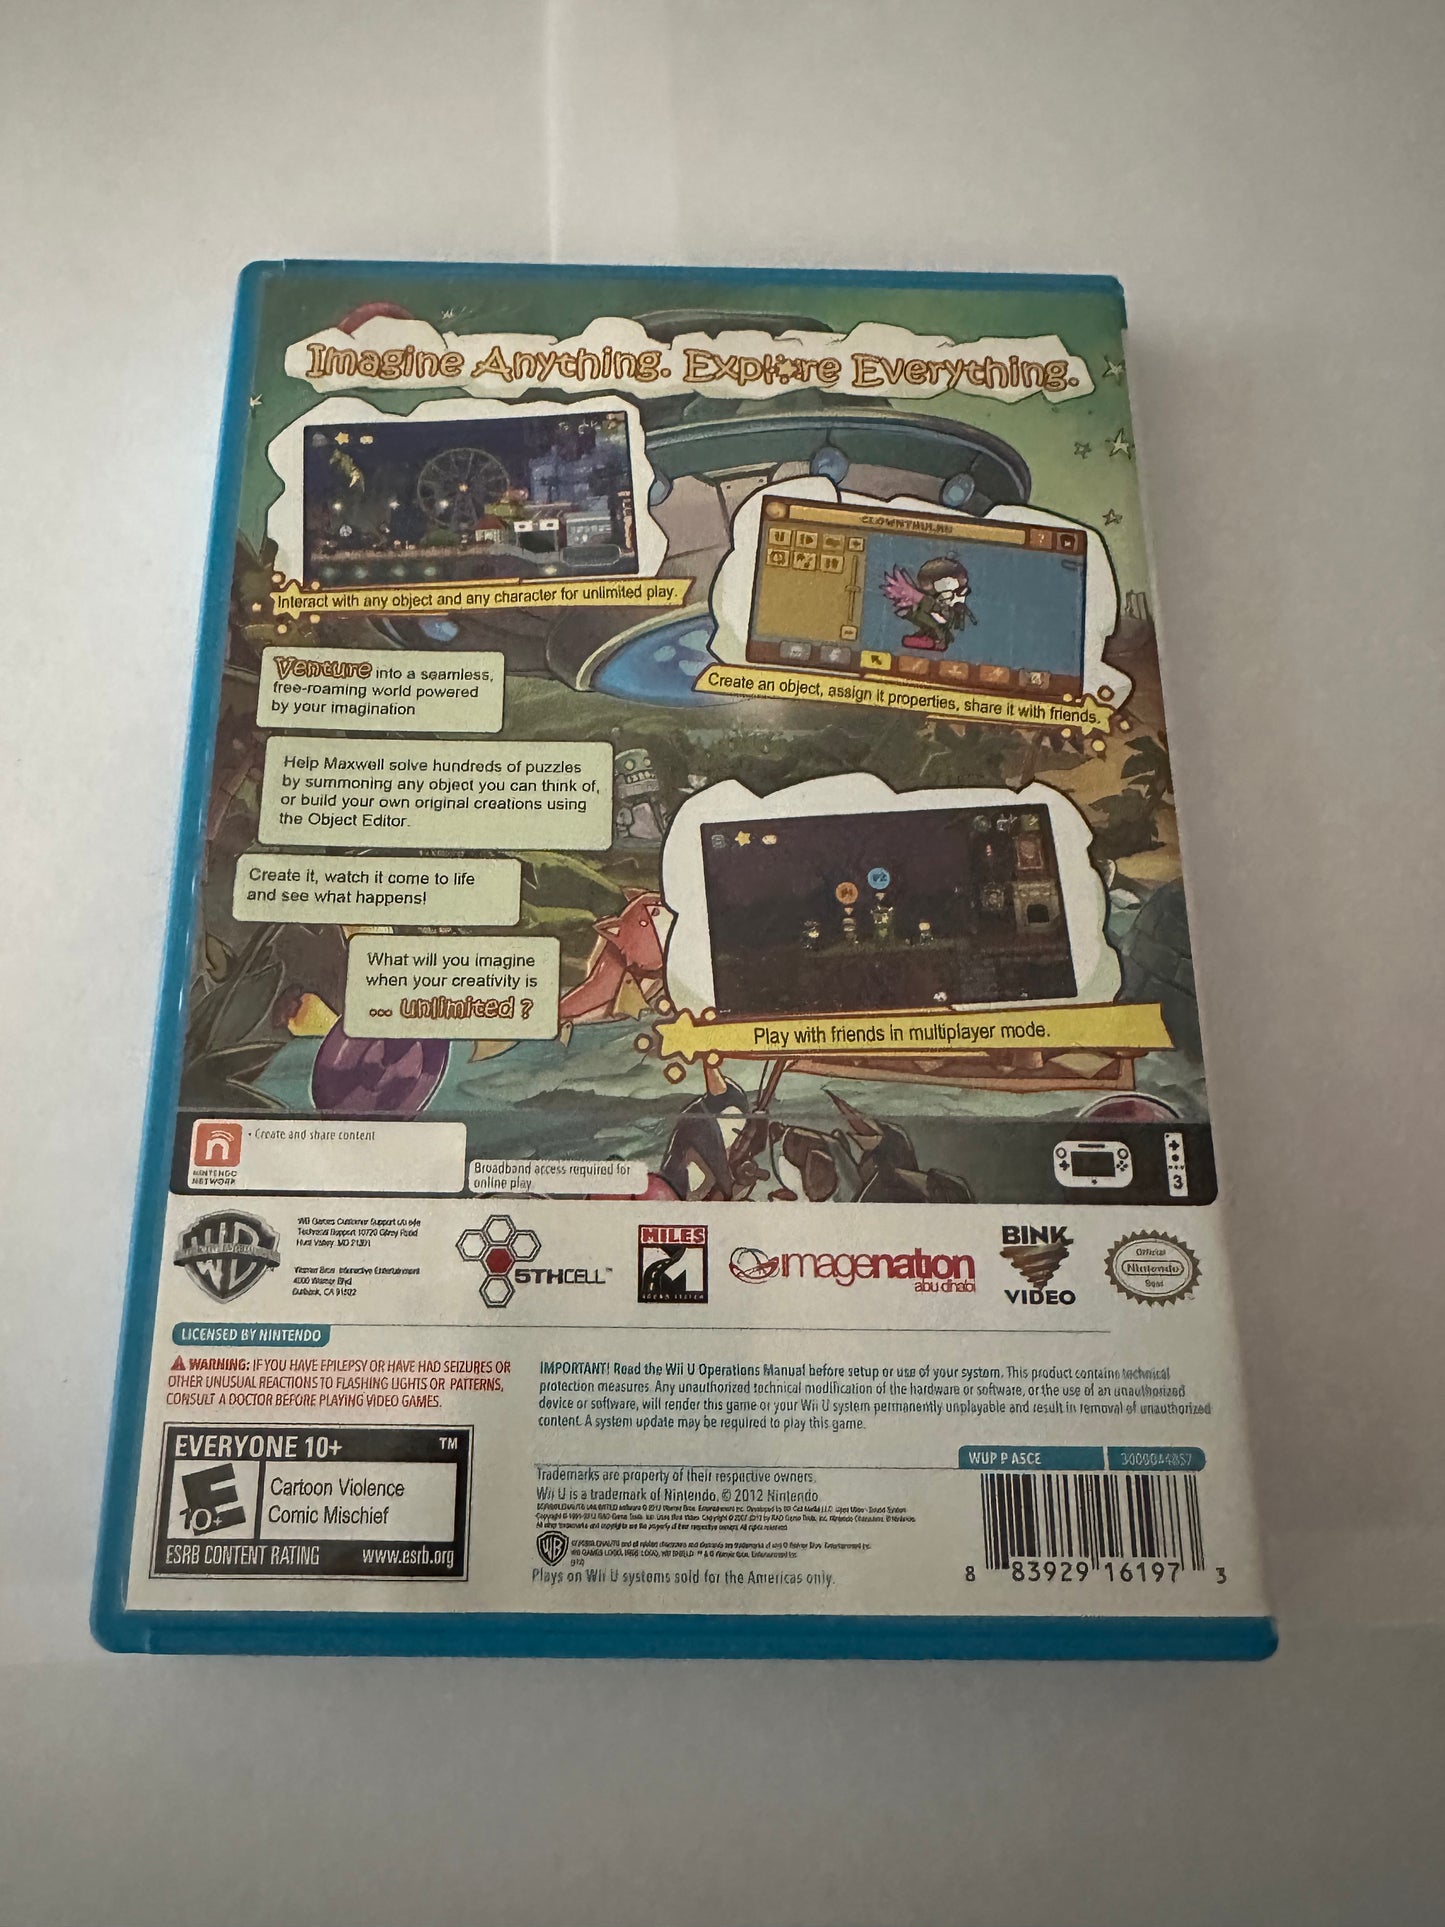 Imagine Anything. Explore Everything.
Interact with any object and any character for unlimited play.
CLOWNTHULHU
Create an object, assign it properties, share it with friends.
Venture into a seamless,
free-roaming world powered
by your imagination
Help Maxwell solve hundreds of puzzles
by summoning any object you can think of,
or build your own original creations using
the Object Editor.
Create it, watch it come to life
and see what happens!
What will you imagine
when your creativity is
... unlimited?
P1
P2
Play with friends in multiplayer mode.
• Create and share content
NINTENDO
NETWORK
Broadband access required for
online play
3
WB
5TH CELL™
MILES
imagenation
abu dhabi
BINK
VIDEO
Official
Nintendo
Seal
LICENSED BY NINTENDO
WARNING: IF YOU HAVE EPILEPSY OR HAVE HAD SEIZURES OR
OTHER UNUSUAL REACTIONS TO FLASHING LIGHTS OR PATTERNS,
CONSULT A DOCTOR BEFORE PLAYING VIDEO GAMES.
IMPORTANT! Read the Wii U Operations Manual before setup or use of your system. This product contains technical
protection measures. Any unauthorized technical modification of the hardware or software, or the use of an unauthorized
device or software, will render this game or your Wii U system permanently unplayable and result in removal of unauthorized
content. A system update may be required to play this game.
EVERYONE 10+ ™
E
10+
Cartoon Violence
Comic Mischief
ESRB CONTENT RATING www.esrb.org
Trademarks are property of their respective owners.
Wii U is a trademark of Nintendo. © 2012 Nintendo
WB
Plays on Wii U systems sold for the Americas only.
WUP P ASCE
8 83929 16197 3